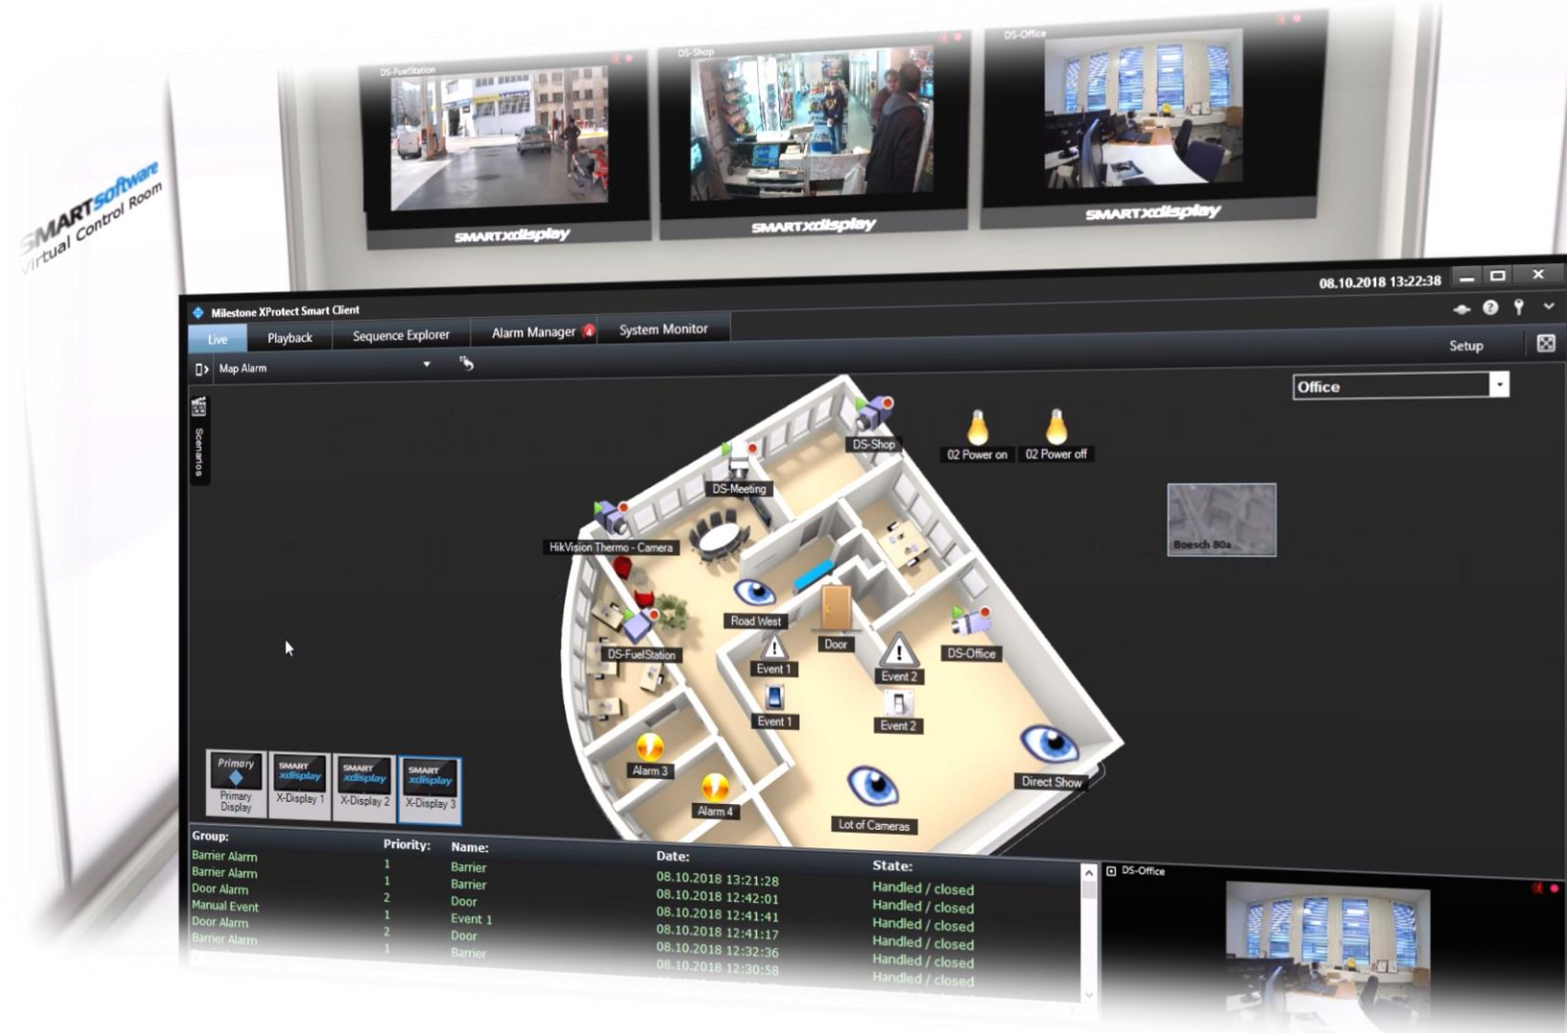 DS-FuelStation
DS-Shop
DS-Office
SMARTxdisplay
SMARTxdisplay
SMARTxdisplay
SMARTsoftware
Virtual Control Room
08.10.2018 13:22:38
Milestone XProtect Smart Client
Live
Playback
Sequence Explorer
Alarm Manager 4
System Monitor
Setup
Map Alarm
Office
Scenarios
DS-Shop
02 Power on
02 Power off
DS-Meeting
HikVision Thermo - Camera
Boesch 80a
Road West
Door
DS-FuelStation
DS-Office
Event 1
Event 2
Event 1
Event 2
Alarm 3
Alarm 4
Direct Show
Lot of Cameras
Primary
Primary Display
SMART xdisplay
X-Display 1
SMART xdisplay
X-Display 2
SMART xdisplay
X-Display 3
Group: Priority: Name: Date: State:
Barrier Alarm 1 Barrier 08.10.2018 13:21:28 Handled / closed
Barrier Alarm 1 Barrier 08.10.2018 12:42:01 Handled / closed
Door Alarm 2 Door 08.10.2018 12:41:41 Handled / closed
Manual Event 1 Event 1 08.10.2018 12:41:17 Handled / closed
Door Alarm 2 Door 08.10.2018 12:32:36 Handled / closed
Barrier Alarm 1 Barrier 08.10.2018 12:30:58 Handled / closed
DS-Office